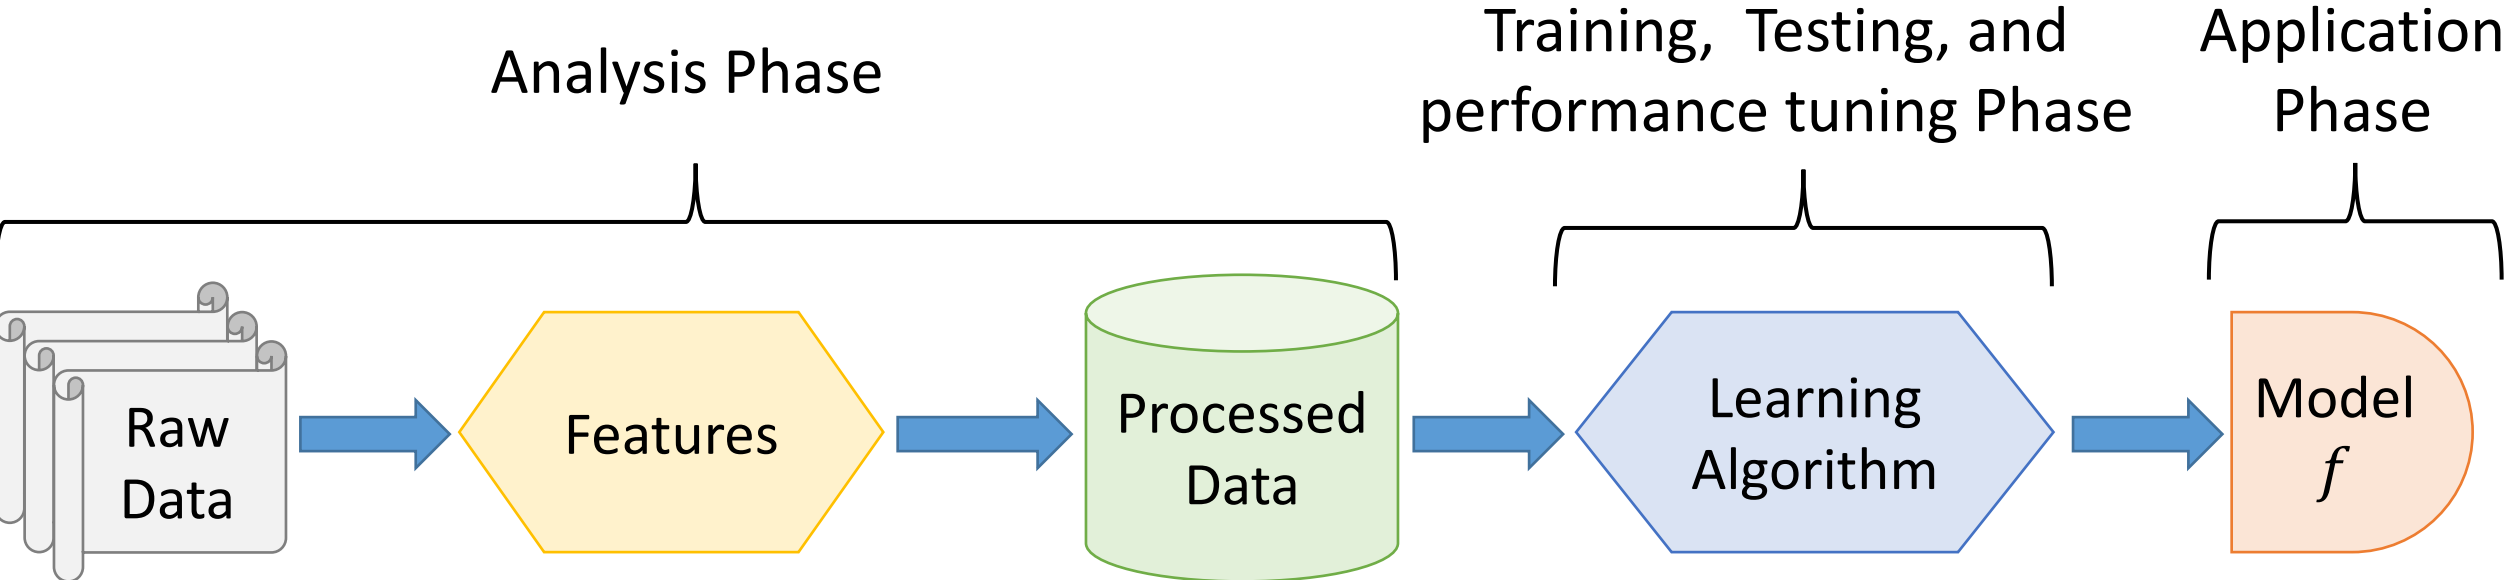 Analysis Phase
Training, Testing, and
performance tuning Phase
Application
Phase
Raw
Data
Features
Processed
Data
Learning
Algorithm
Model
f